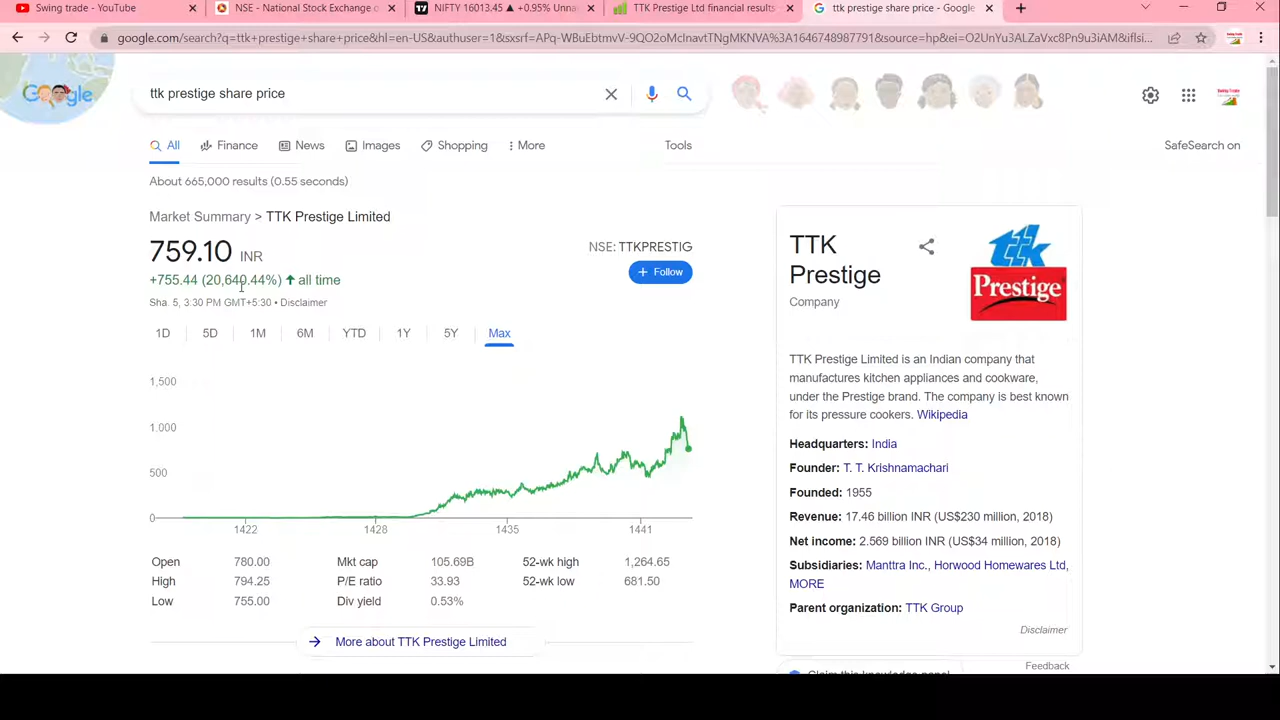 Swing trade - YouTube
NSE - National Stock Exchange o
NIFTY 16013.45 ▲ +0.95% Unna
TTK Prestige Ltd financial results
ttk prestige share price - Google
google.com/search?q=ttk+prestige+share+price&hl=en-US&authuser=1&sxsrf=APq-WBuEbtmvV-9QO2oMcInavtTNgMKNVA%3A1646748987791&source=hp&ei=O2UnYu3ALZaVxc8Pn9u3iAM&iflsi...
Google
ttk prestige share price
All
Finance
News
Images
Shopping
More
Tools
SafeSearch on
About 665,000 results (0.55 seconds)
Market Summary > TTK Prestige Limited
759.10 INR
NSE: TTKPRESTIG
+755.44 (20,640.44%) ↑ all time
+ Follow
Sha. 5, 3:30 PM GMT+5:30 • Disclaimer
1D 5D 1M 6M YTD 1Y 5Y Max
1,500
1,000
500
0
1422 1428 1435 1441
Open 780.00 Mkt cap 105.69B 52-wk high 1,264.65
High 794.25 P/E ratio 33.93 52-wk low 681.50
Low 755.00 Div yield 0.53%
→ More about TTK Prestige Limited
TTK
Prestige
Company
ttk
Prestige
TTK Prestige Limited is an Indian company that
manufactures kitchen appliances and cookware,
under the Prestige brand. The company is best known
for its pressure cookers. Wikipedia
Headquarters: India
Founder: T. T. Krishnamachari
Founded: 1955
Revenue: 17.46 billion INR (US$230 million, 2018)
Net income: 2.569 billion INR (US$34 million, 2018)
Subsidiaries: Manttra Inc., Horwood Homewares Ltd,
MORE
Parent organization: TTK Group
Disclaimer
Feedback
Claim this knowledge panel